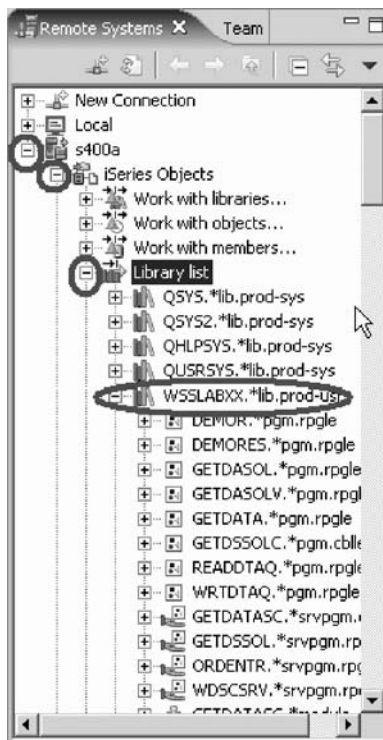 Remote Systems Team
New Connection
Local
s400a
iSeries Objects
Work with libraries...
Work with objects...
Work with members...
Library list
QSYS.*lib.prod-sys
QSYS2.*lib.prod-sys
QHLPSYS.*lib.prod-sys
QUSRSYS.*lib.prod-sys
WSSLABXX.*lib.prod-usr
DEMOR.*pgm.rpgle
DEMORES.*pgm.rpgle
GETDASOL.*pgm.rpgle
GETDASOLV.*pgm.rpgl
GETDATA.*pgm.rpgle
GETDSSOLC.*pgm.cblle
READDTAQ.*pgm.rpgle
WRTDTAQ.*pgm.rpgle
GETDATASC.*srvpgm.
GETDSSOL.*srvpgm.rp
ORDENTR.*srvpgm.rpg
WDSCSRV.*srvpgm.rp